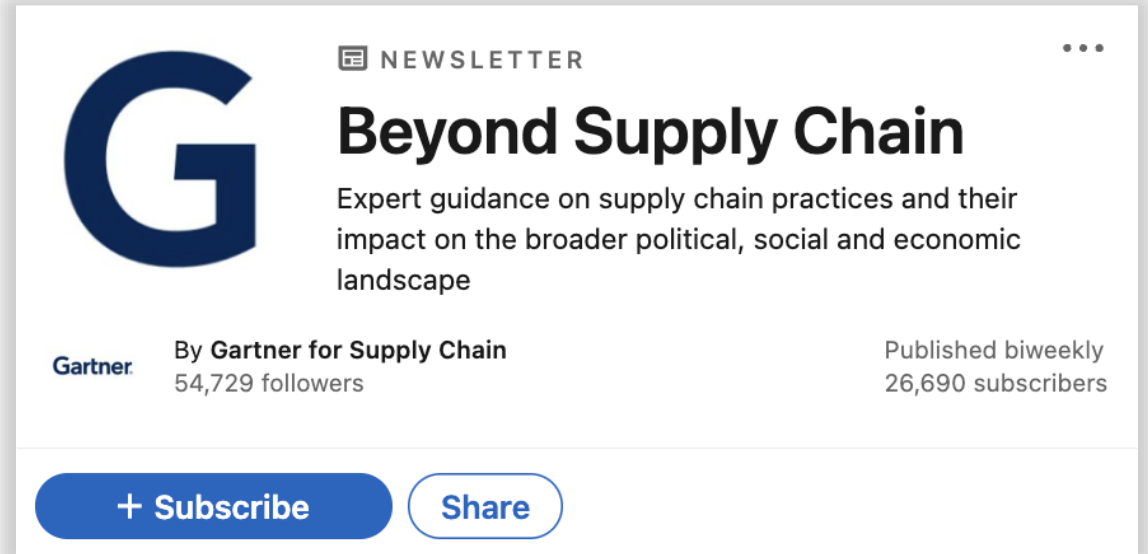 G
NEWSLETTER
Beyond Supply Chain
Expert guidance on supply chain practices and their
impact on the broader political, social and economic
landscape
Gartner.
By Gartner for Supply Chain
54,729 followers
Published biweekly
26,690 subscribers
+ Subscribe
Share